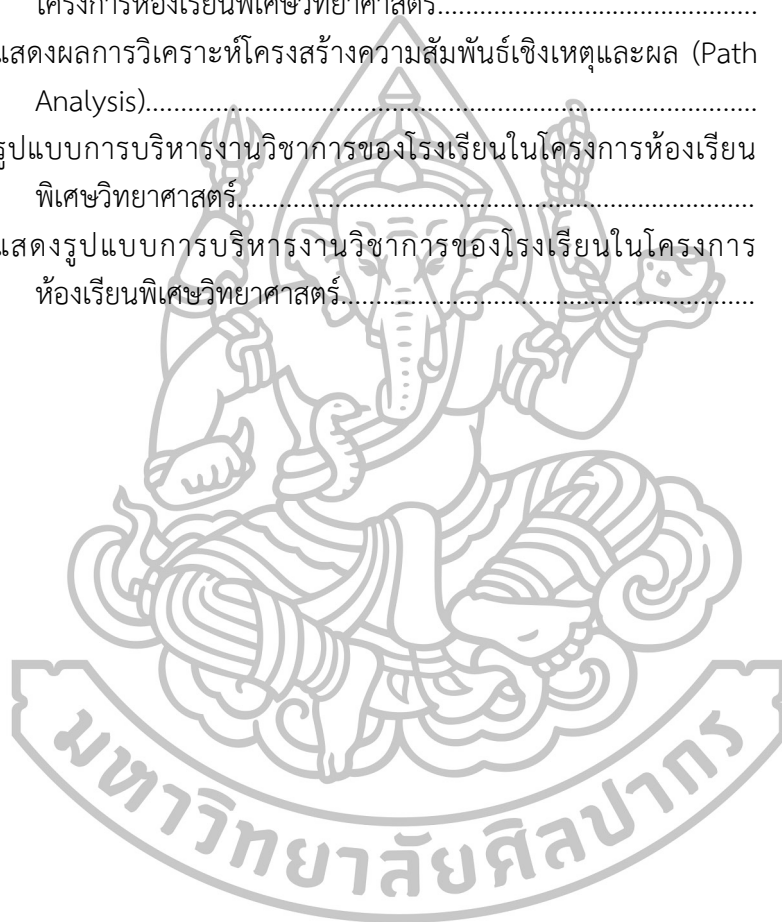 โครงการห้องเรียนพิเศษวิทยาศาสตร์..................................................
แสดงผลการวิเคราะห์โครงสร้างความสัมพันธ์เชิงเหตุและผล (Path
Analysis)..............................................................................................
รูปแบบการบริหารงานวิชาการของโรงเรียนในโครงการห้องเรียน
พิเศษวิทยาศาสตร์...............................................................................
แสดงรูปแบบการบริหารงานวิชาการของโรงเรียนในโครงการ
ห้องเรียนพิเศษวิทยาศาสตร์...............................................................
มหาวิทยาลัยศิลปากร